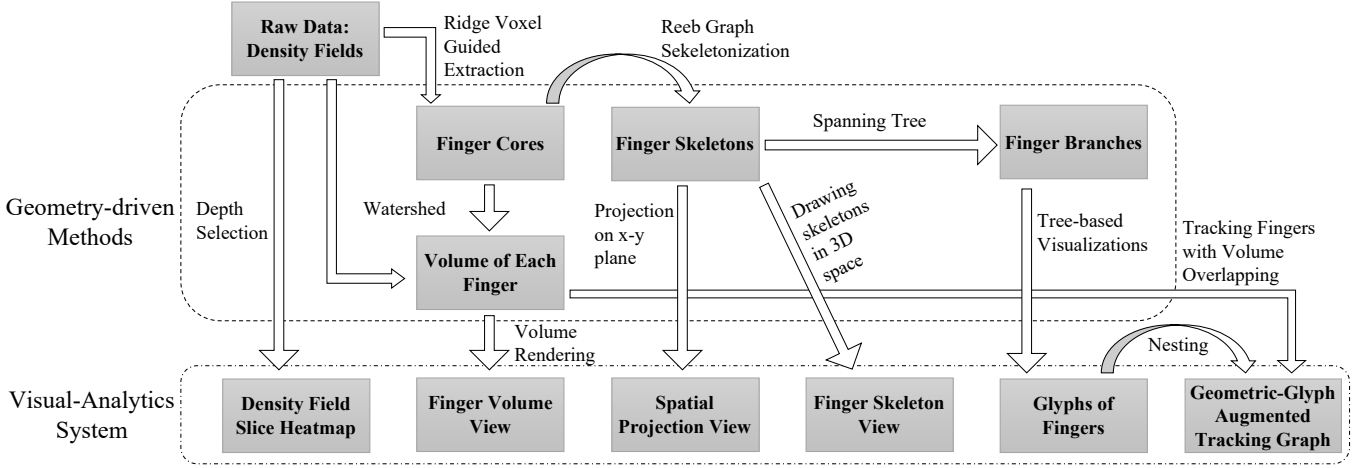 Raw Data:
Density Fields
Ridge Voxel
Guided
Extraction
Reeb Graph
Sekeletonization
Finger Cores
Finger Skeletons
Spanning Tree
Finger Branches
Geometry-driven
Methods
Depth
Selection
Watershed
Projection
on x-y
plane
Drawing
skeletons
in 3D
space
Tree-based
Visualizations
Tracking Fingers
with Volume
Overlapping
Volume of Each
Finger
Volume
Rendering
Nesting
Visual-Analytics
System
Density Field
Slice Heatmap
Finger Volume
View
Spatial
Projection View
Finger Skeleton
View
Glyphs of
Fingers
Geometric-Glyph
Augmented
Tracking Graph